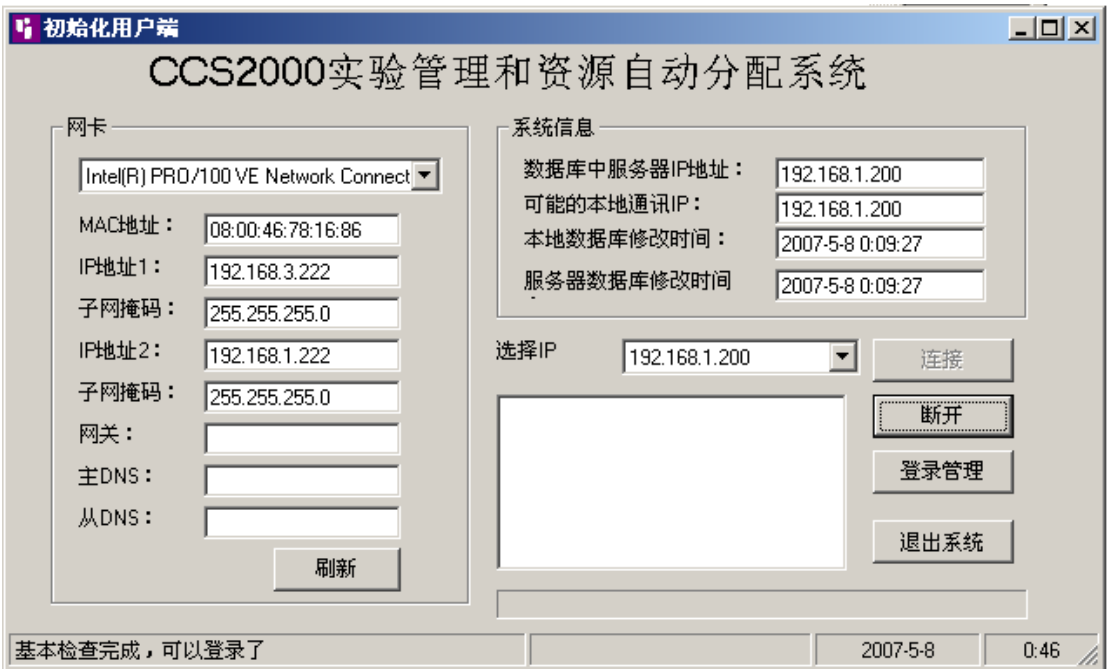 初始化用户端
CCS2000实验管理和资源自动分配系统
网卡
Intel(R) PRO/100 VE Network Connect
MAC地址：
08:00:46:78:16:86
IP地址1：
192.168.3.222
子网掩码：
255.255.255.0
IP地址2：
192.168.1.222
子网掩码：
255.255.255.0
网关：
主DNS：
从DNS：
刷新
系统信息
数据库中服务器IP地址：
192.168.1.200
可能的本地通讯IP：
192.168.1.200
本地数据库修改时间：
2007-5-8 0:09:27
服务器数据库修改时间
2007-5-8 0:09:27
选择IP
192.168.1.200
连接
断开
登录管理
退出系统
基本检查完成，可以登录了
2007-5-8
0:46